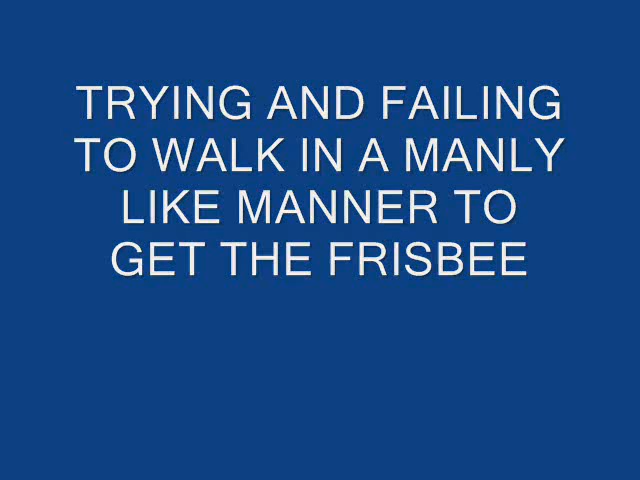 TRYING AND FAILING
TO WALK IN A MANLY
LIKE MANNER TO
GET THE FRISBEE